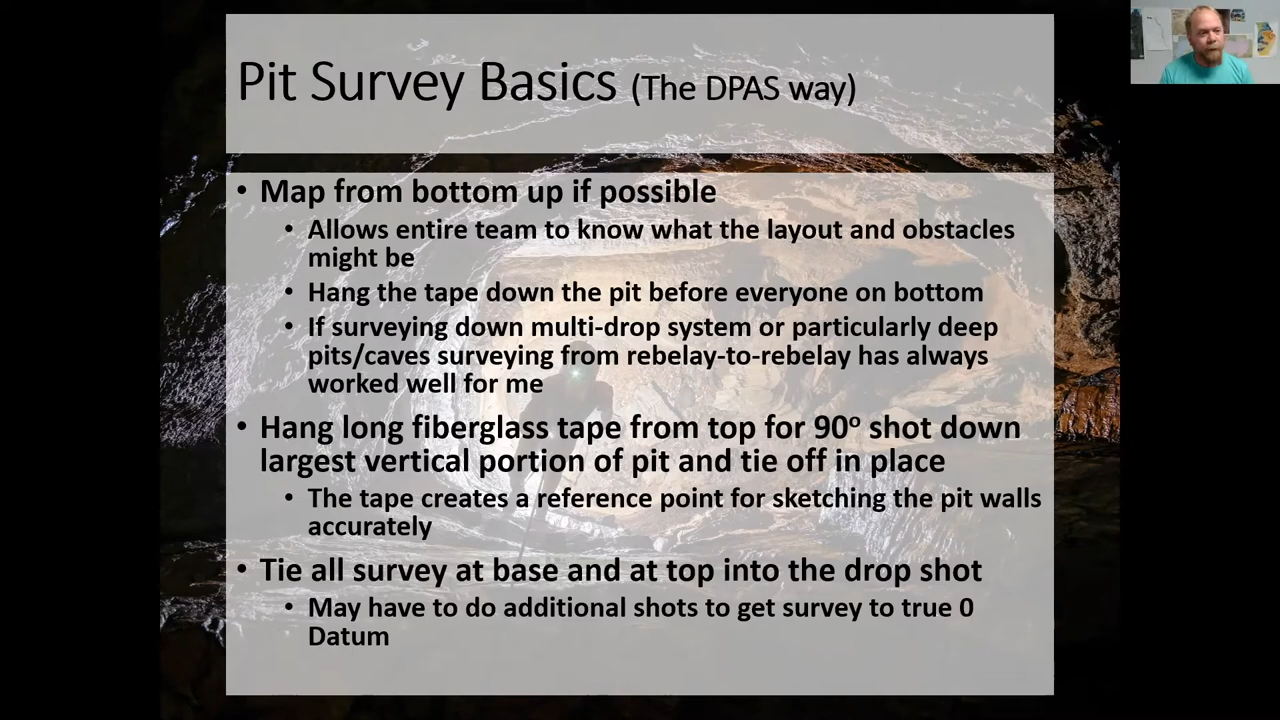 Pit Survey Basics (The DPAS way)
• Map from bottom up if possible
• Allows entire team to know what the layout and obstacles
might be
• Hang the tape down the pit before everyone on bottom
• If surveying down multi-drop system or particularly deep
pits/caves surveying from rebelay-to-rebelay has always
worked well for me
• Hang long fiberglass tape from top for 90º shot down
largest vertical portion of pit and tie off in place
• The tape creates a reference point for sketching the pit walls
accurately
• Tie all survey at base and at top into the drop shot
• May have to do additional shots to get survey to true 0
Datum